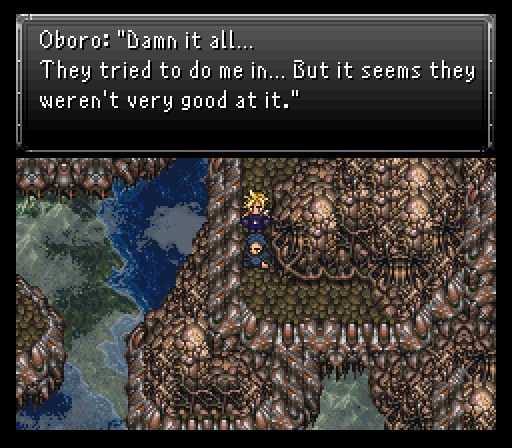 Oboro: "Damn it all...
They tried to do me in... But it seems they
weren't very good at it."